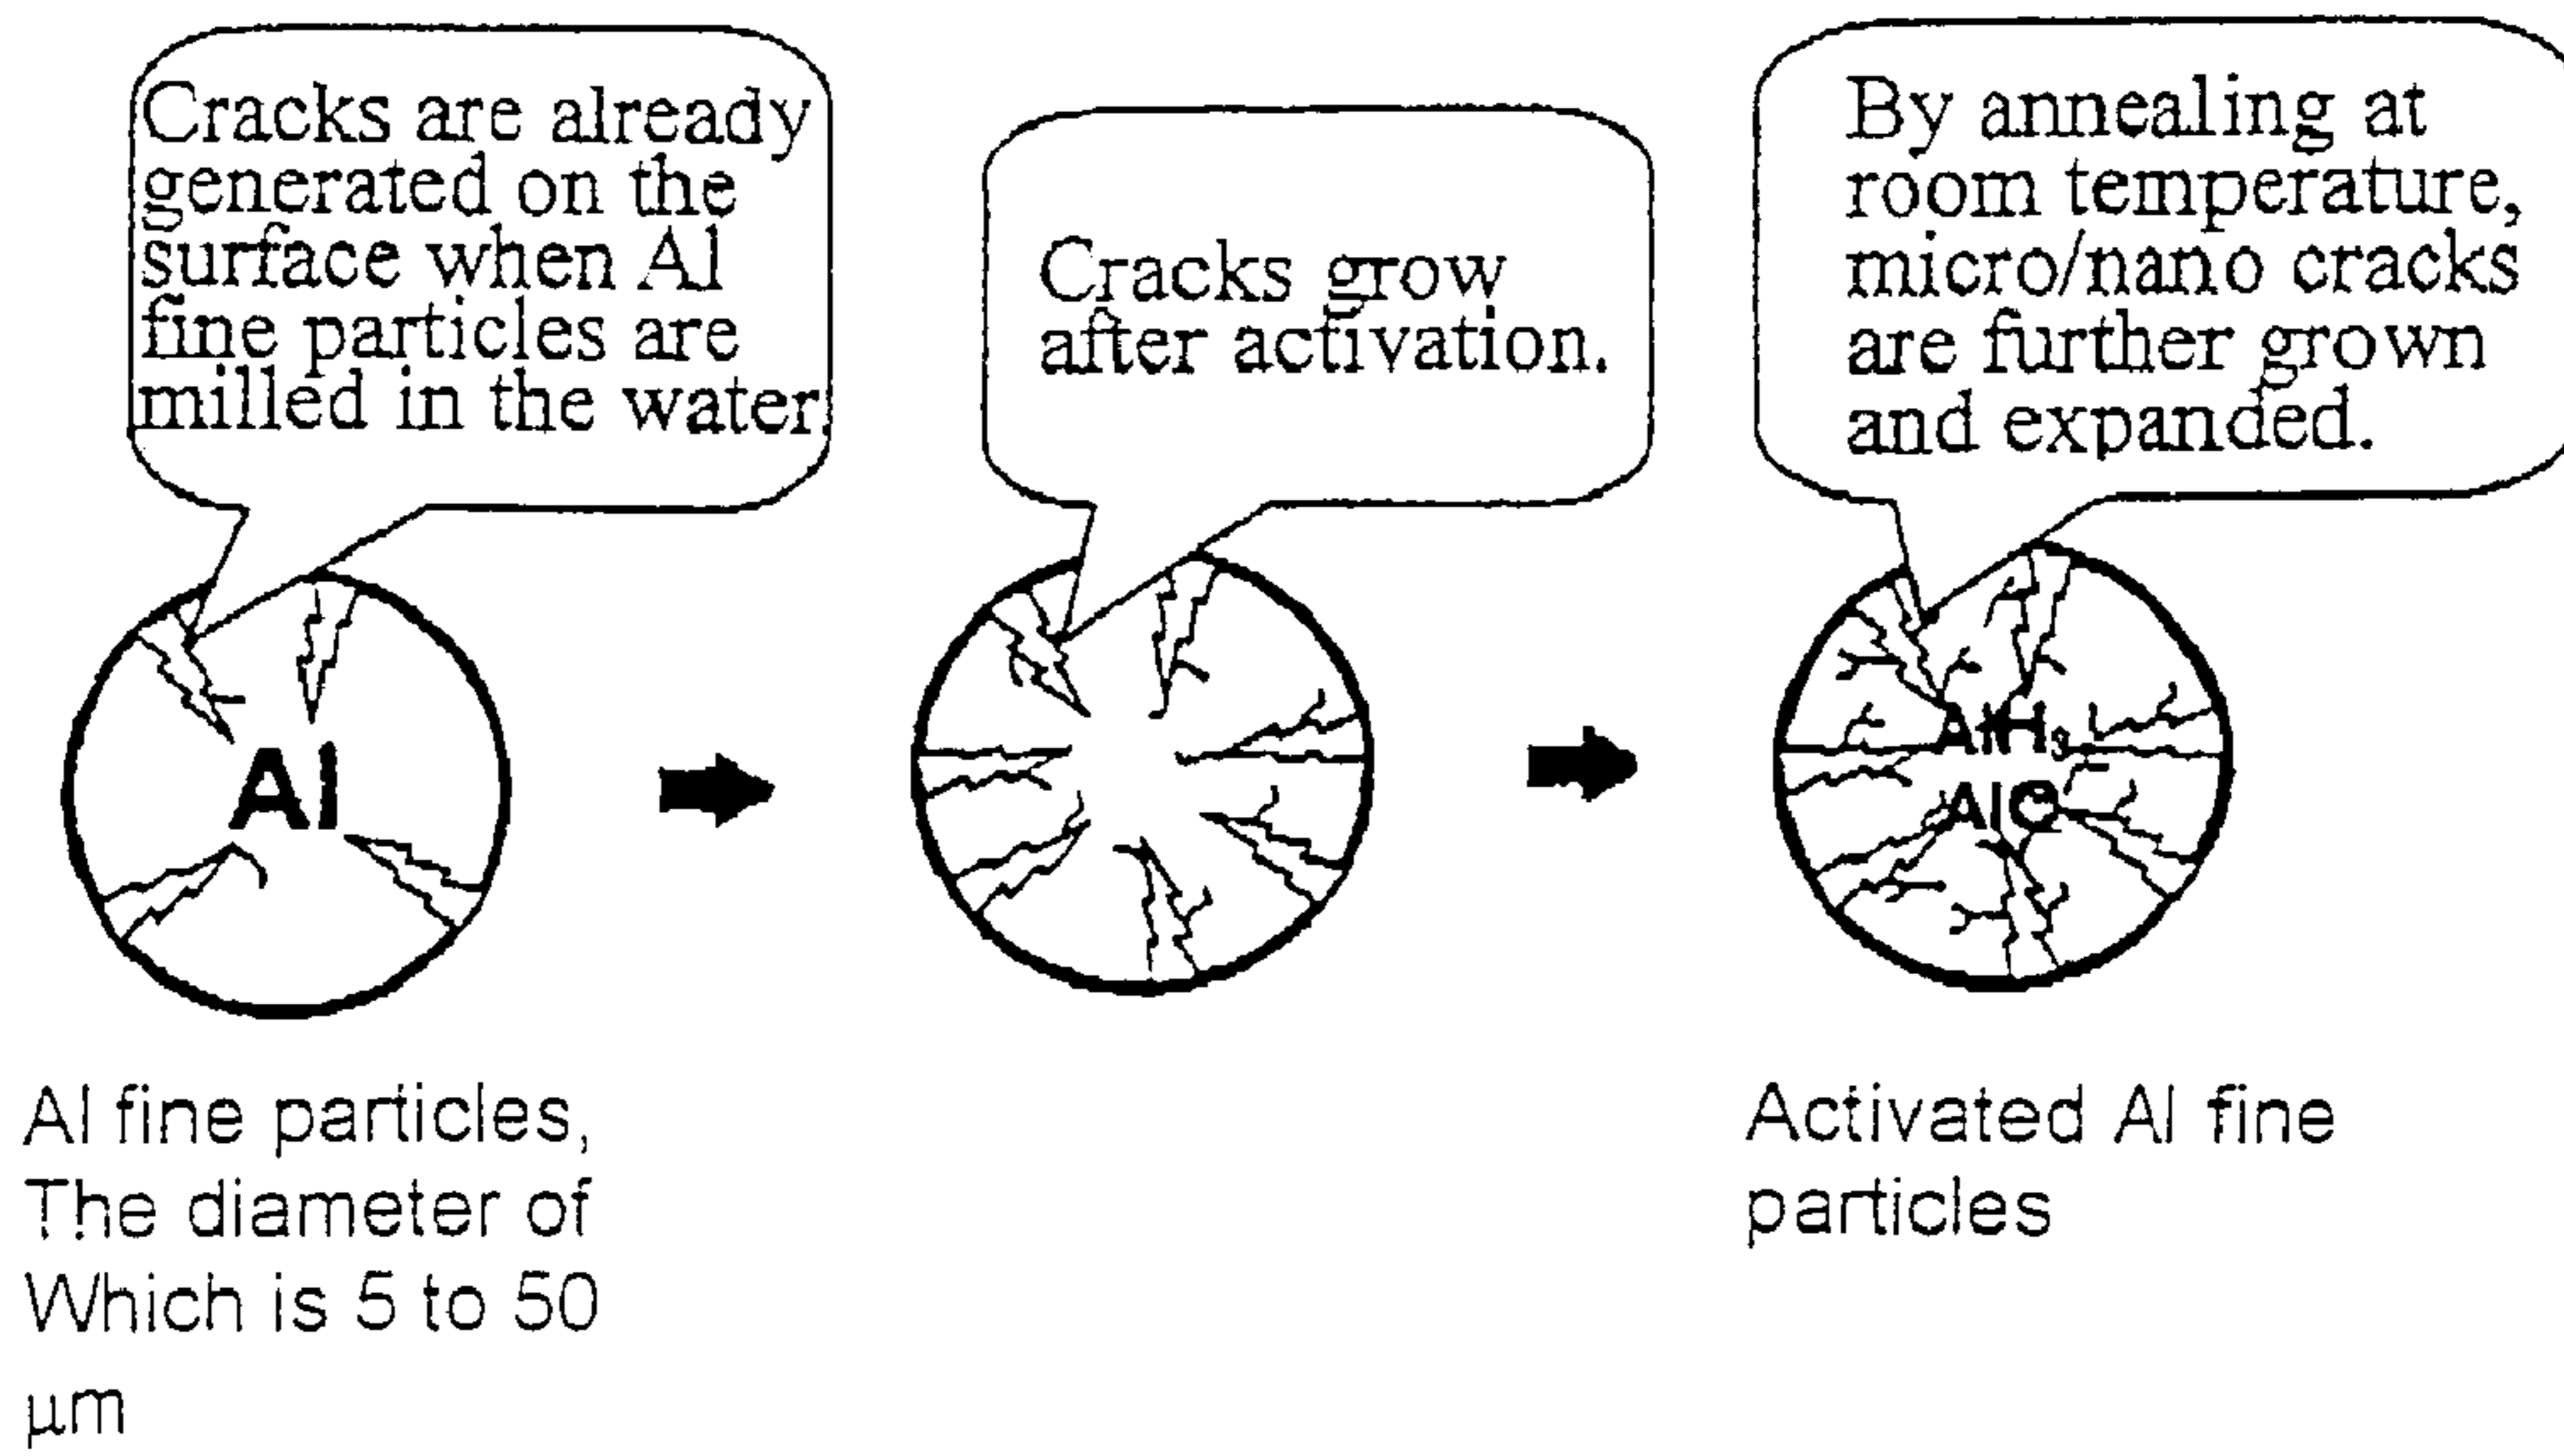 Cracks are already
generated on the
surface when Al
fine particles are
milled in the water.
Cracks grow
after activation.
By annealing at
room temperature,
micro/nano cracks
are further grown
and expanded.
Al
AlH₃
AlO
Al fine particles,
The diameter of
Which is 5 to 50
μm
Activated Al fine
particles